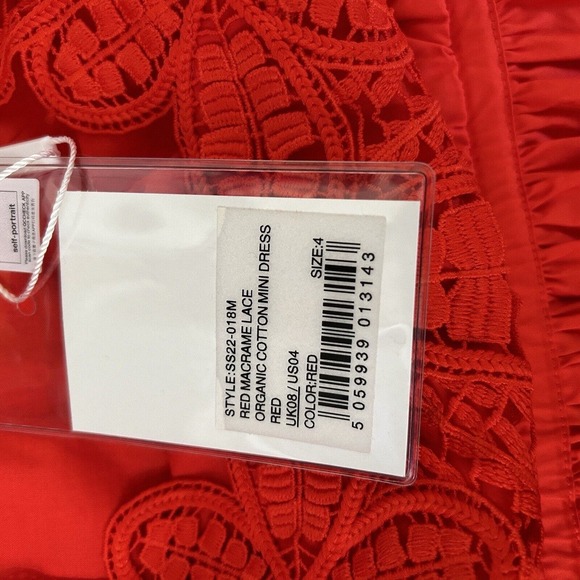 self-portrait
STYLE:SS22-018M
RED MACRAME LACE
ORGANIC COTTON MINI DRESS
RED
UK08 / US04
COLOR:RED SIZE:4
5 059939 013143